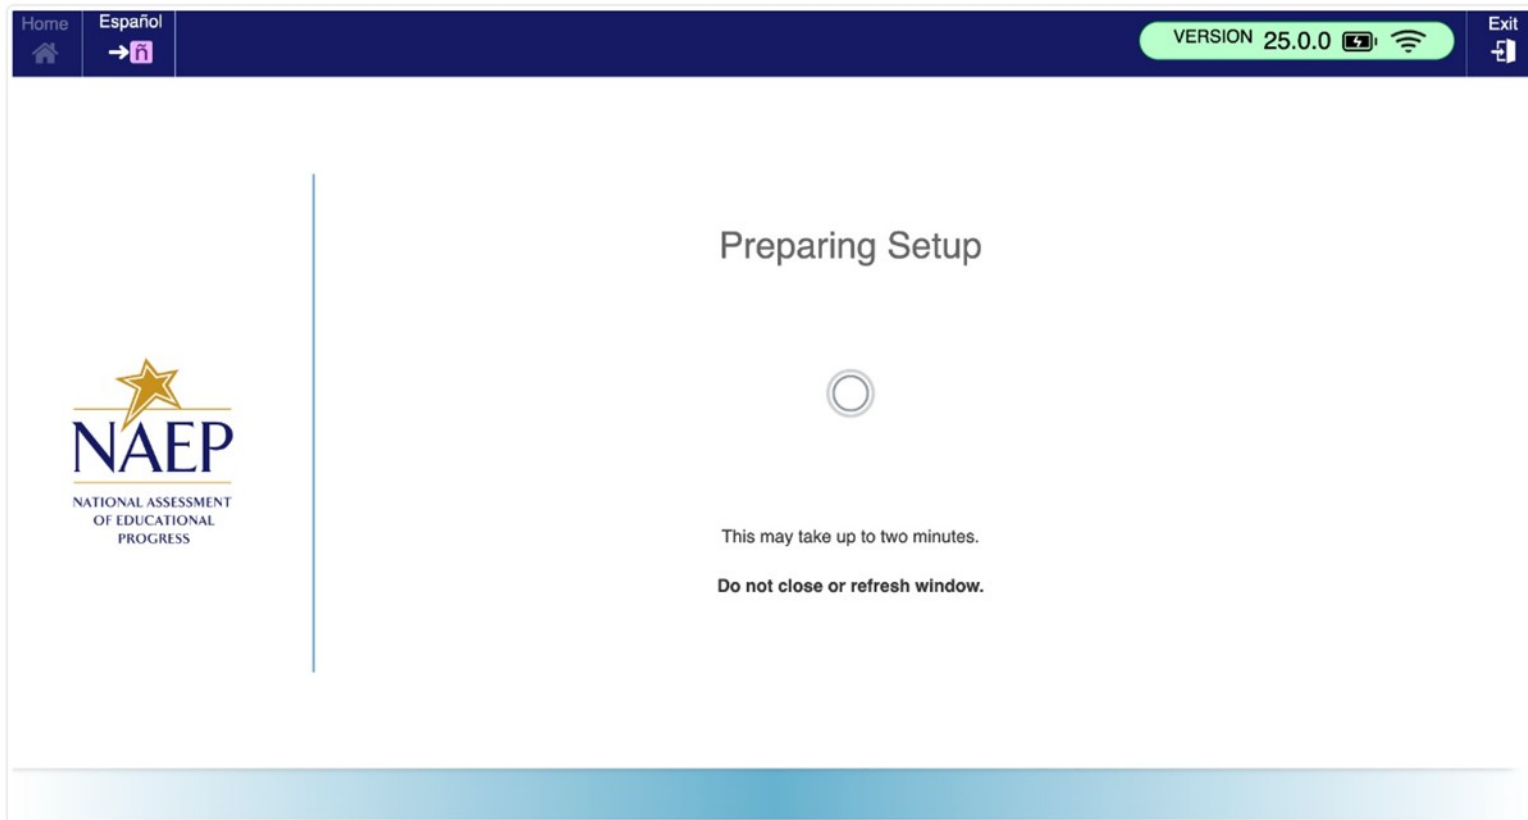 Home
Español
ñ
VERSION 25.0.0
Exit
Preparing Setup
NAEP
NATIONAL ASSESSMENT
OF EDUCATIONAL
PROGRESS
This may take up to two minutes.
Do not close or refresh window.